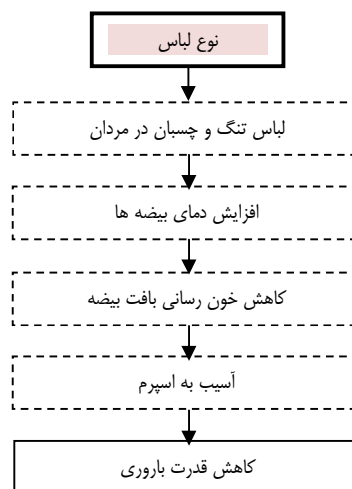 نوع لباس
لباس تنگ و چسبان در مردان
افزایش دمای بیضه ها
کاهش خون رسانی بافت بیضه
آسیب به اسپرم
کاهش قدرت باروری